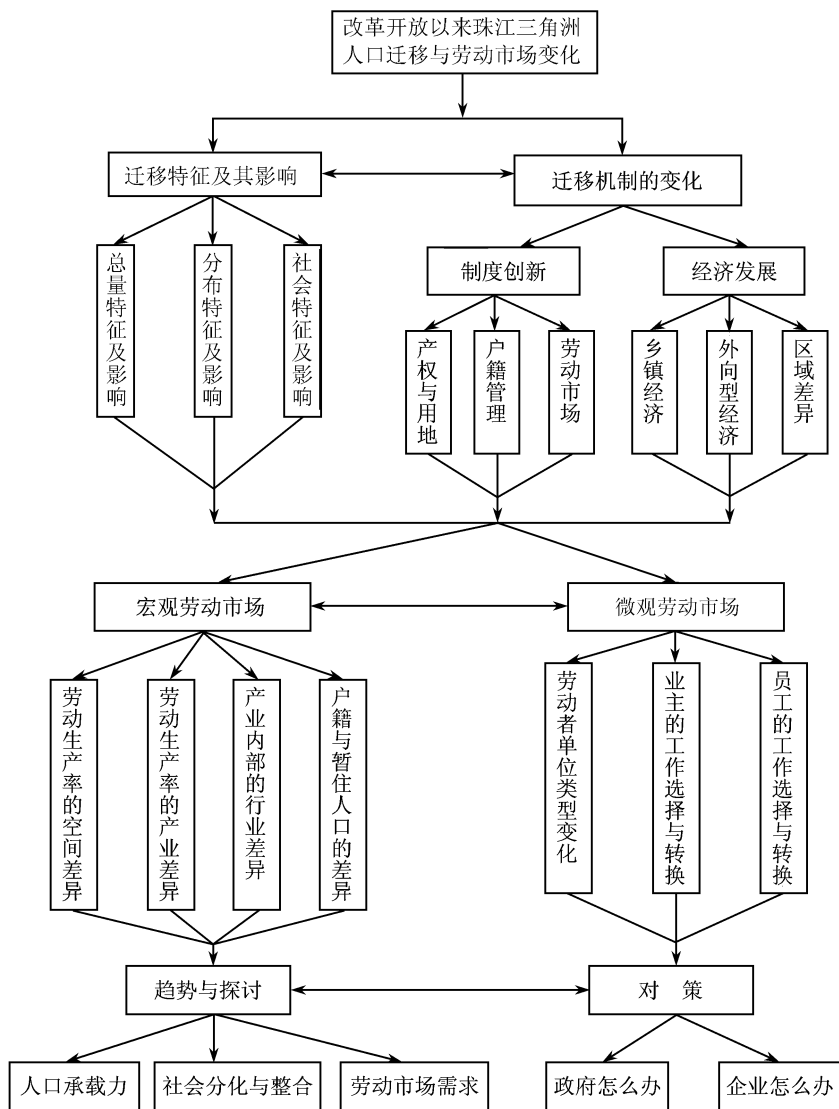 改革开放以来珠江三角洲
人口迁移与劳动市场变化
迁移特征及其影响
迁移机制的变化
总量特征及影响
分布特征及影响
社会特征及影响
制度创新
经济发展
产权与用地
户籍管理
劳动市场
乡镇经济
外向型经济
区域差异
宏观劳动市场
微观劳动市场
劳动生产率的空间差异
劳动生产率的产业差异
产业内部的行业差异
户籍与暂住人口的差异
劳动者单位类型变化
业主的工作选择与转换
员工的工作选择与转换
趋势与探讨
对 策
人口承载力
社会分化与整合
劳动市场需求
政府怎么办
企业怎么办